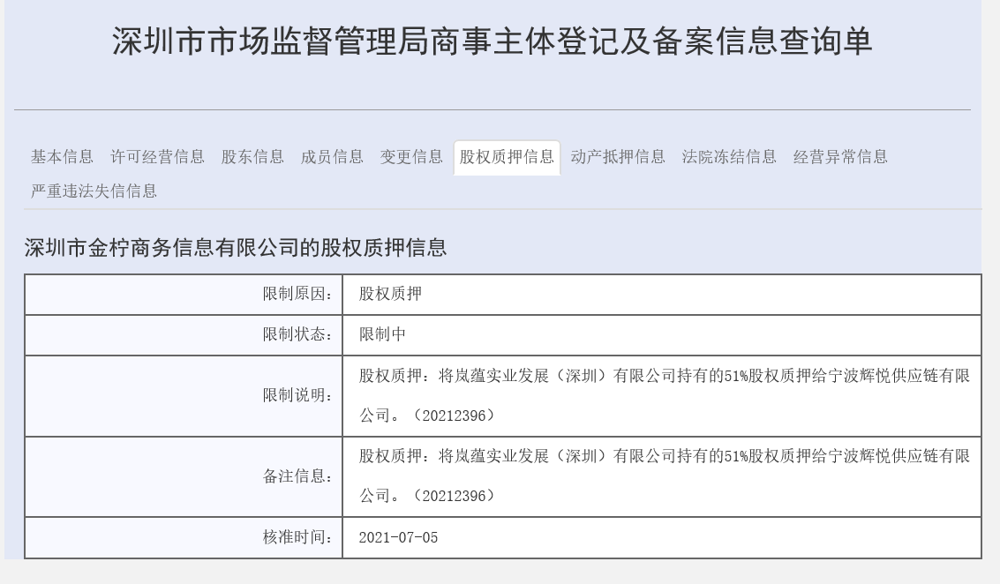 深圳市市场监督管理局商事主体登记及备案信息查询单
基本信息 许可经营信息 股东信息 成员信息 变更信息 股权质押信息 动产抵押信息 法院冻结信息 经营异常信息
严重违法失信信息
深圳市金柠商务信息有限公司的股权质押信息
限制原因: 股权质押
限制状态: 限制中
限制说明: 股权质押: 将岚蕴实业发展（深圳）有限公司持有的51%股权质押给宁波辉悦供应链有限
公司。（20212396）
备注信息: 股权质押: 将岚蕴实业发展（深圳）有限公司持有的51%股权质押给宁波辉悦供应链有限
公司。（20212396）
核准时间: 2021-07-05